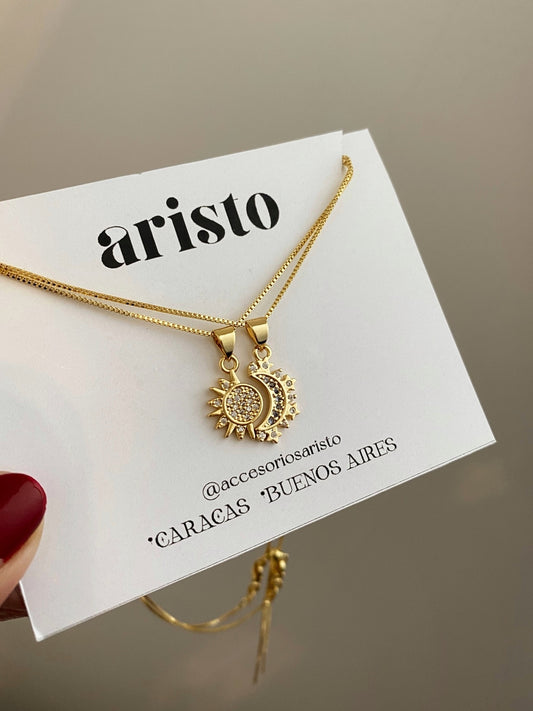 aristo
@accesoriosaristo
•CARACAS •BUENOS AIRES